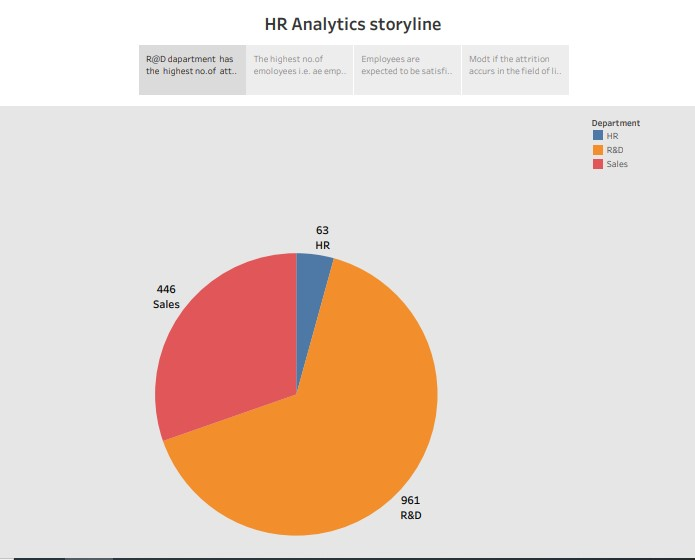 HR Analytics storyline
R@D dapartment has
the highest no.of att..
The highest no.of
emoloyees i.e. ae emp..
Employees are
expected to be satisfi..
Modt if the attrition
accurs in the field of li..
Department
HR
R&D
Sales
63
HR
446
Sales
961
R&D